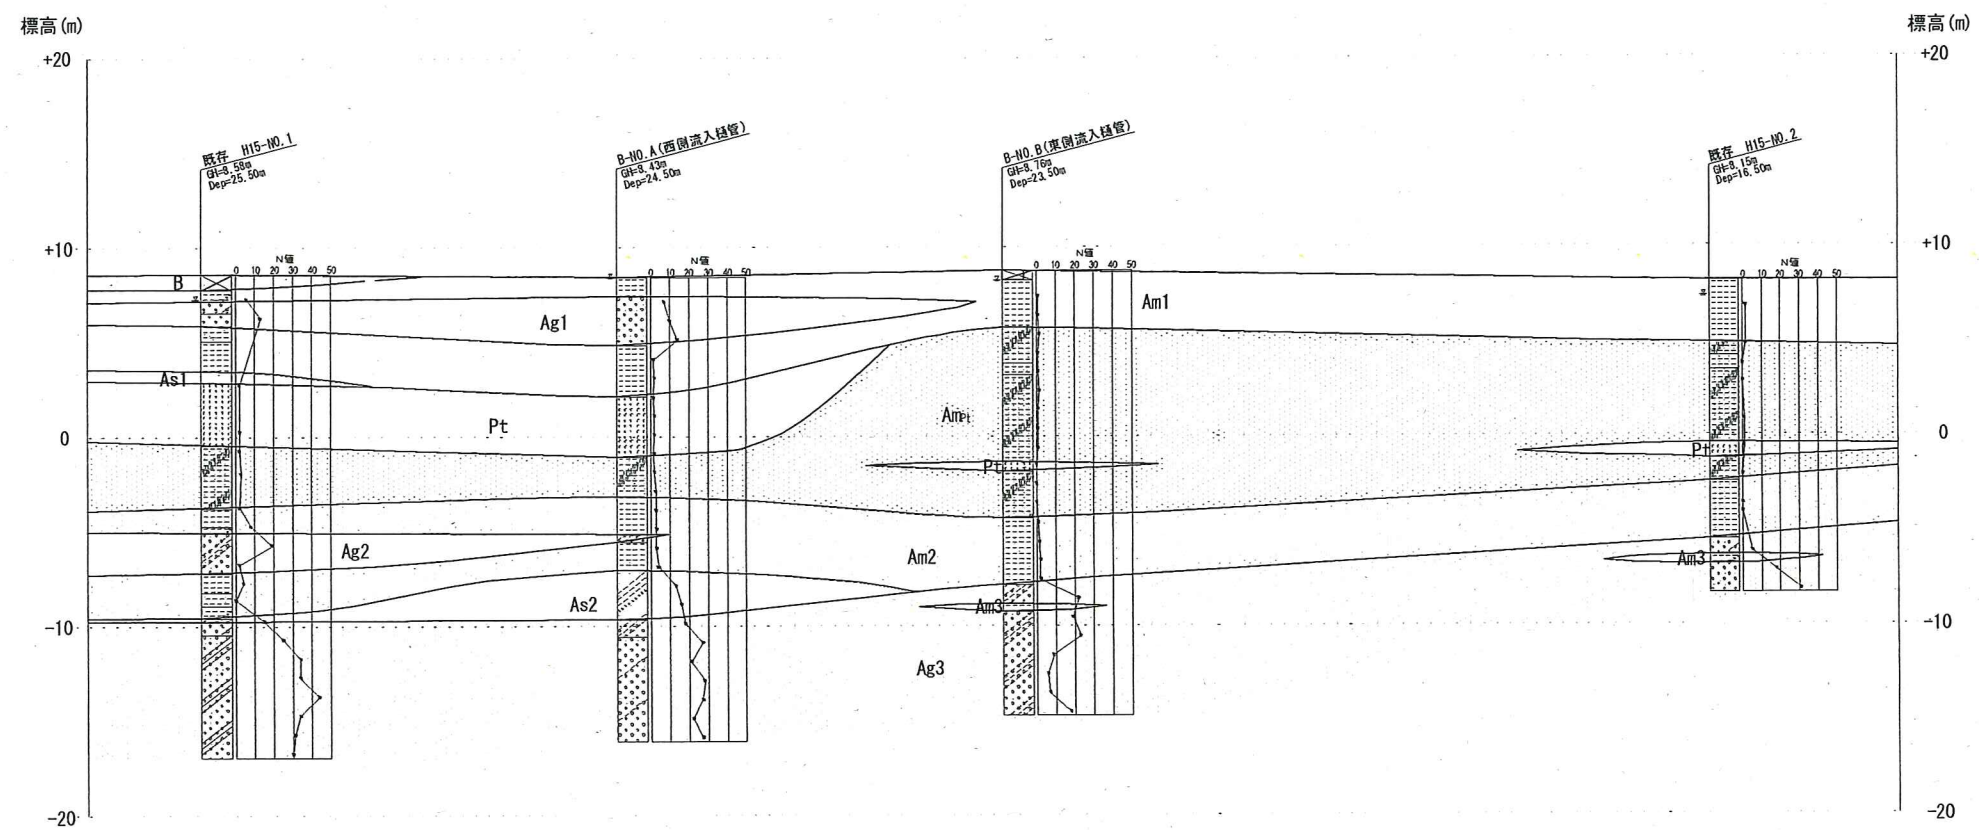 標高(m)
標高(m)
+20
+20
既存 H15-NO.1
GH=8.58m
Dep=25.50m
B-NO.A(西側流入樋管)
GH=8.43m
Dep=24.50m
B-NO.B(東側流入樋管)
GH=8.76m
Dep=23.50m
既存 H15-NO.2
GH=8.15m
Dep=16.50m
+10
+10
N値
0 10 20 30 40 50
N値
0 10 20 30 40 50
N値
0 10 20 30 40 50
N値
0 10 20 30 40 50
B
Ag1
Am1
As1
Pt
AmPt
0
0
Pt
Pt
Ag2
Am2
Am3
As2
Am3
-10
-10
Ag3
-20
-20